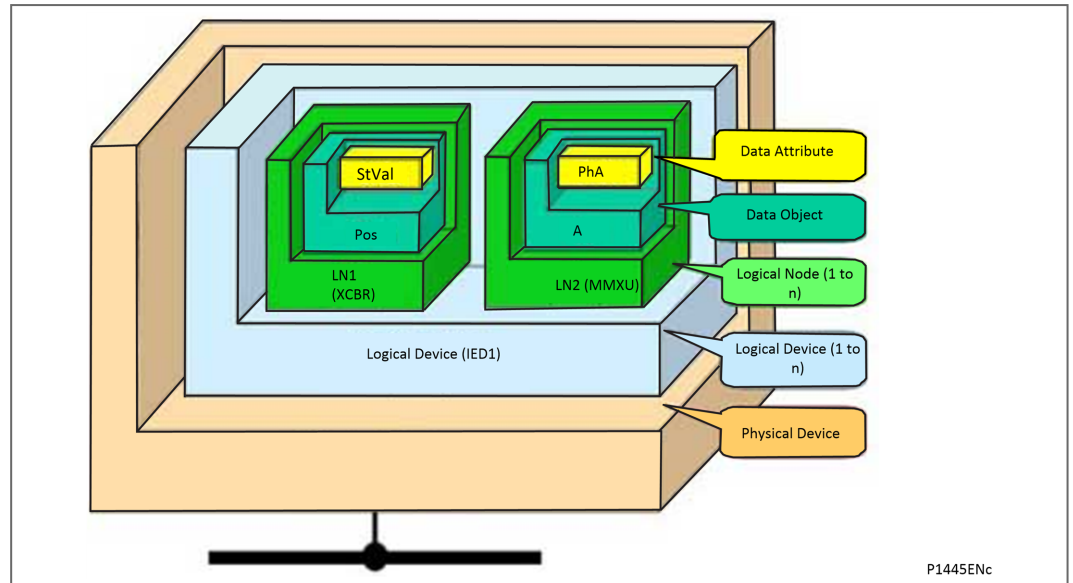 Data Attribute
StVal
PhA
Data Object
Pos
A
LN1
(XCBR)
LN2 (MMXU)
Logical Node (1 to
n)
Logical Device (IED1)
Logical Device (1 to
n)
Physical Device
P1445ENc